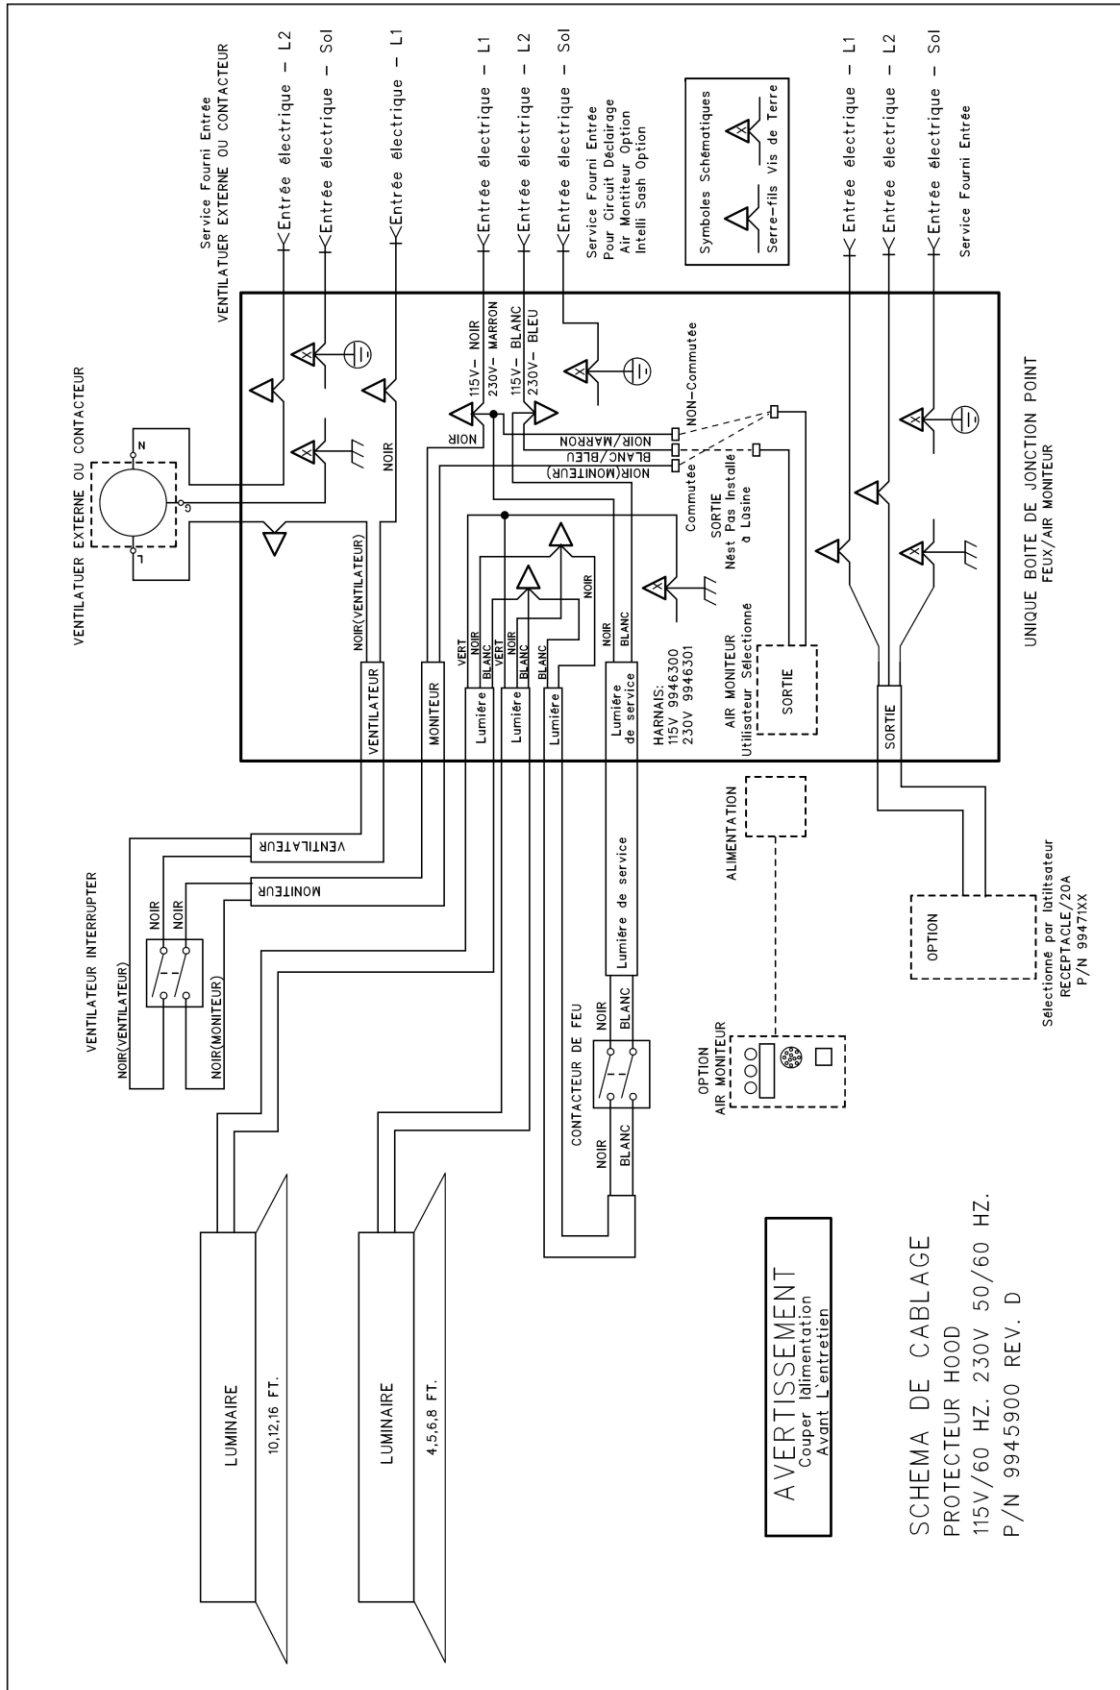 VENTILATUER EXTERNE OU CONTACTEUR
N
G
L
Service Fourni Entrée
VENTILATUER EXTERNE OU CONTACTEUR
Entrée électrique - L2
Entrée électrique - Sol
Entrée électrique - L1
Entrée électrique - L1
Entrée électrique - L2
Entrée électrique - Sol
Service Fourni Entrée
Pour Circuit Déclairage
Air Montiteur Option
Intelli Sash Option
Symboles Schématiques
X
Serre-fils Vis de Terre
Entrée électrique - L1
Entrée électrique - L2
Entrée électrique - Sol
Service Fourni Entrée
X
X
NOIR
NOIR(VENTILATEUR)
115V- NOIR
230V- MARRON
115V- BLANC
230V- BLEU
X
NOIR
NOIR/MARRON
BLANC/BLEU
NOIR(MONITEUR)
NON-Commutée
Commutée
SORTIE
Nést Pas Installé
à Lùsine
VERT
NOIR
BLANC
VERT
NOIR
BLANC
BLANC
NOIR
NOIR
BLANC
X
X
X
VENTILATEUR
MONITEUR
Lumiére
Lumiére
Lumiére
Lumiére
de service
HARNAIS:
115V 9946300
230V 9946301
AIR MONITEUR
Utilisateur Sélectionné
SORTIE
SORTIE
UNIQUE BOITE DE JONCTION POINT
FEUX/AIR MONITEUR
VENTILATEUR INTERRUPTER
VENTILATEUR
MONITEUR
NOIR
NOIR
NOIR(VENTILATEUR)
NOIR(MONITEUR)
Lumiére de service
CONTACTEUR DE FEU
NOIR
BLANC
NOIR
BLANC
ALIMENTATION
OPTION
AIR MONITEUR
OPTION
Sélectionné par lùtiltsateur
RECEPTACLE/20A
P/N 99471XX
LUMINAIRE
10,12,16 FT.
LUMINAIRE
4,5,6,8 FT.
AVERTISSEMENT
Couper làlimentation
Avant L'entretien
SCHEMA DE CABLAGE
PROTECTEUR HOOD
115V/60 HZ. 230V 50/60 HZ.
P/N 9945900 REV. D